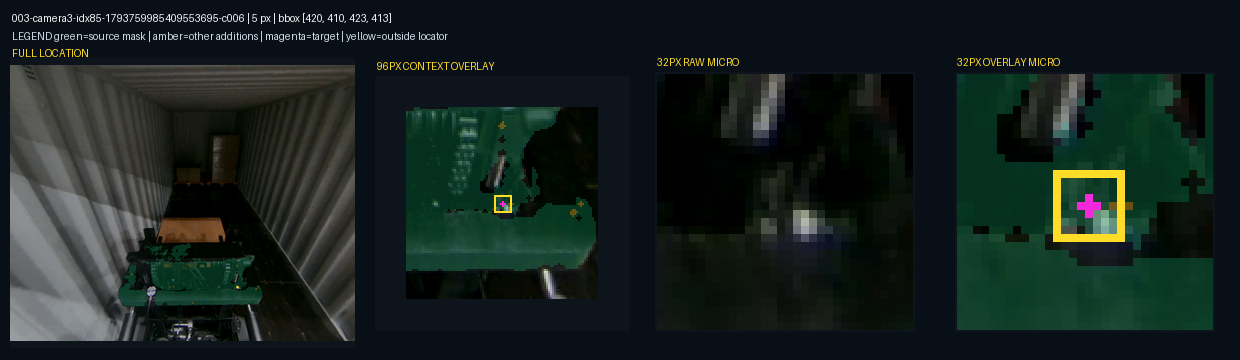 003-camera3-idx85-1793759985409553695-c006 | 5 px | bbox [420, 410, 423, 413]
LEGEND green=source mask | amber=other additions | magenta=target | yellow=outside locator
FULL LOCATION
96PX CONTEXT OVERLAY
32PX RAW MICRO
32PX OVERLAY MICRO